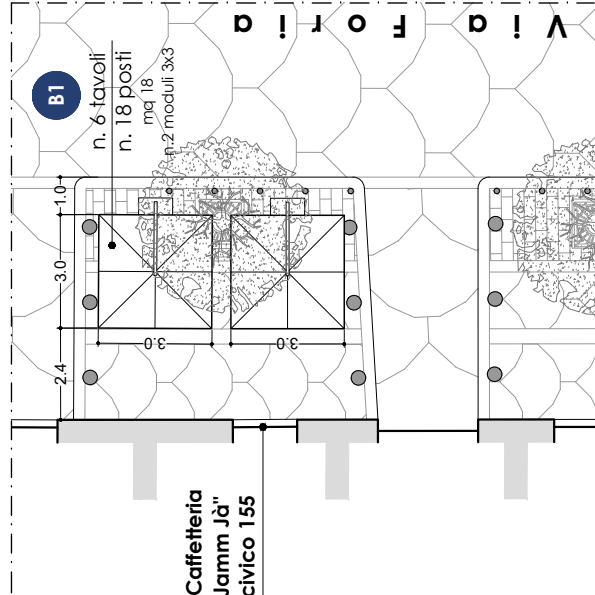 Via Foria
B1
n. 6 tavoli
n. 18 posti
mq 18
n.2 moduli 3x3
1.0
3.0
2.4
3.0
3.0
Caffetteria
Jamm Jà"
civico 155